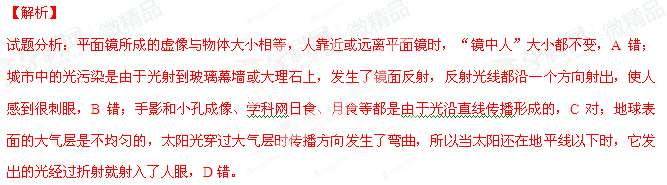 【解析】
试题分析：平面镜所成的虚像与物体大小相等，人靠近或远离平面镜时，“镜中人”大小都不变，A 错；
城市中的光污染是由于光射到玻璃幕墙或大理石上，发生了镜面反射，反射光线都沿一个方向射出，使人
感到很刺眼，B 错；手影和小孔成像、学科网日食、月食等都是由于光沿直线传播形成的，C 对；地球表
面的大气层是不均匀的，太阳光穿过大气层时传播方向发生了弯曲，所以当太阳还在地平线以下时，它发
出的光经过折射就射入了人眼，D 错。